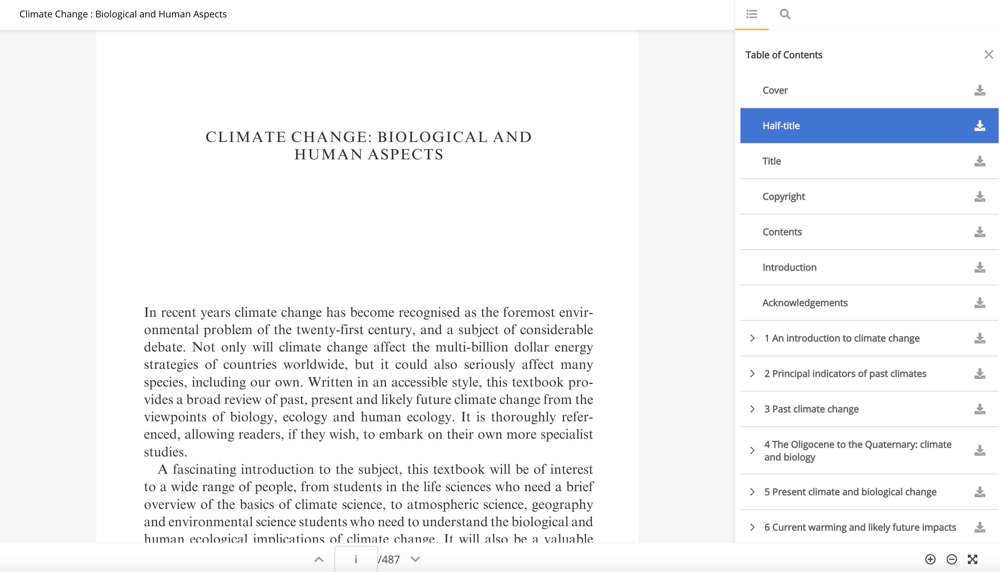 Climate Change : Biological and Human Aspects
CLIMATE CHANGE: BIOLOGICAL AND
HUMAN ASPECTS
In recent years climate change has become recognised as the foremost envir-
onmental problem of the twenty-first century, and a subject of considerable
debate. Not only will climate change affect the multi-billion dollar energy
strategies of countries worldwide, but it could also seriously affect many
species, including our own. Written in an accessible style, this textbook pro-
vides a broad review of past, present and likely future climate change from the
viewpoints of biology, ecology and human ecology. It is thoroughly refer-
enced, allowing readers, if they wish, to embark on their own more specialist
studies.
A fascinating introduction to the subject, this textbook will be of interest
to a wide range of people, from students in the life sciences who need a brief
overview of the basics of climate science, to atmospheric science, geography
and environmental science students who need to understand the biological and
human ecological implications of climate change. It will also be a valuable
i /487
Table of Contents
Cover
Half-title
Title
Copyright
Contents
Introduction
Acknowledgements
1 An introduction to climate change
2 Principal indicators of past climates
3 Past climate change
4 The Oligocene to the Quaternary: climate
and biology
5 Present climate and biological change
6 Current warming and likely future impacts